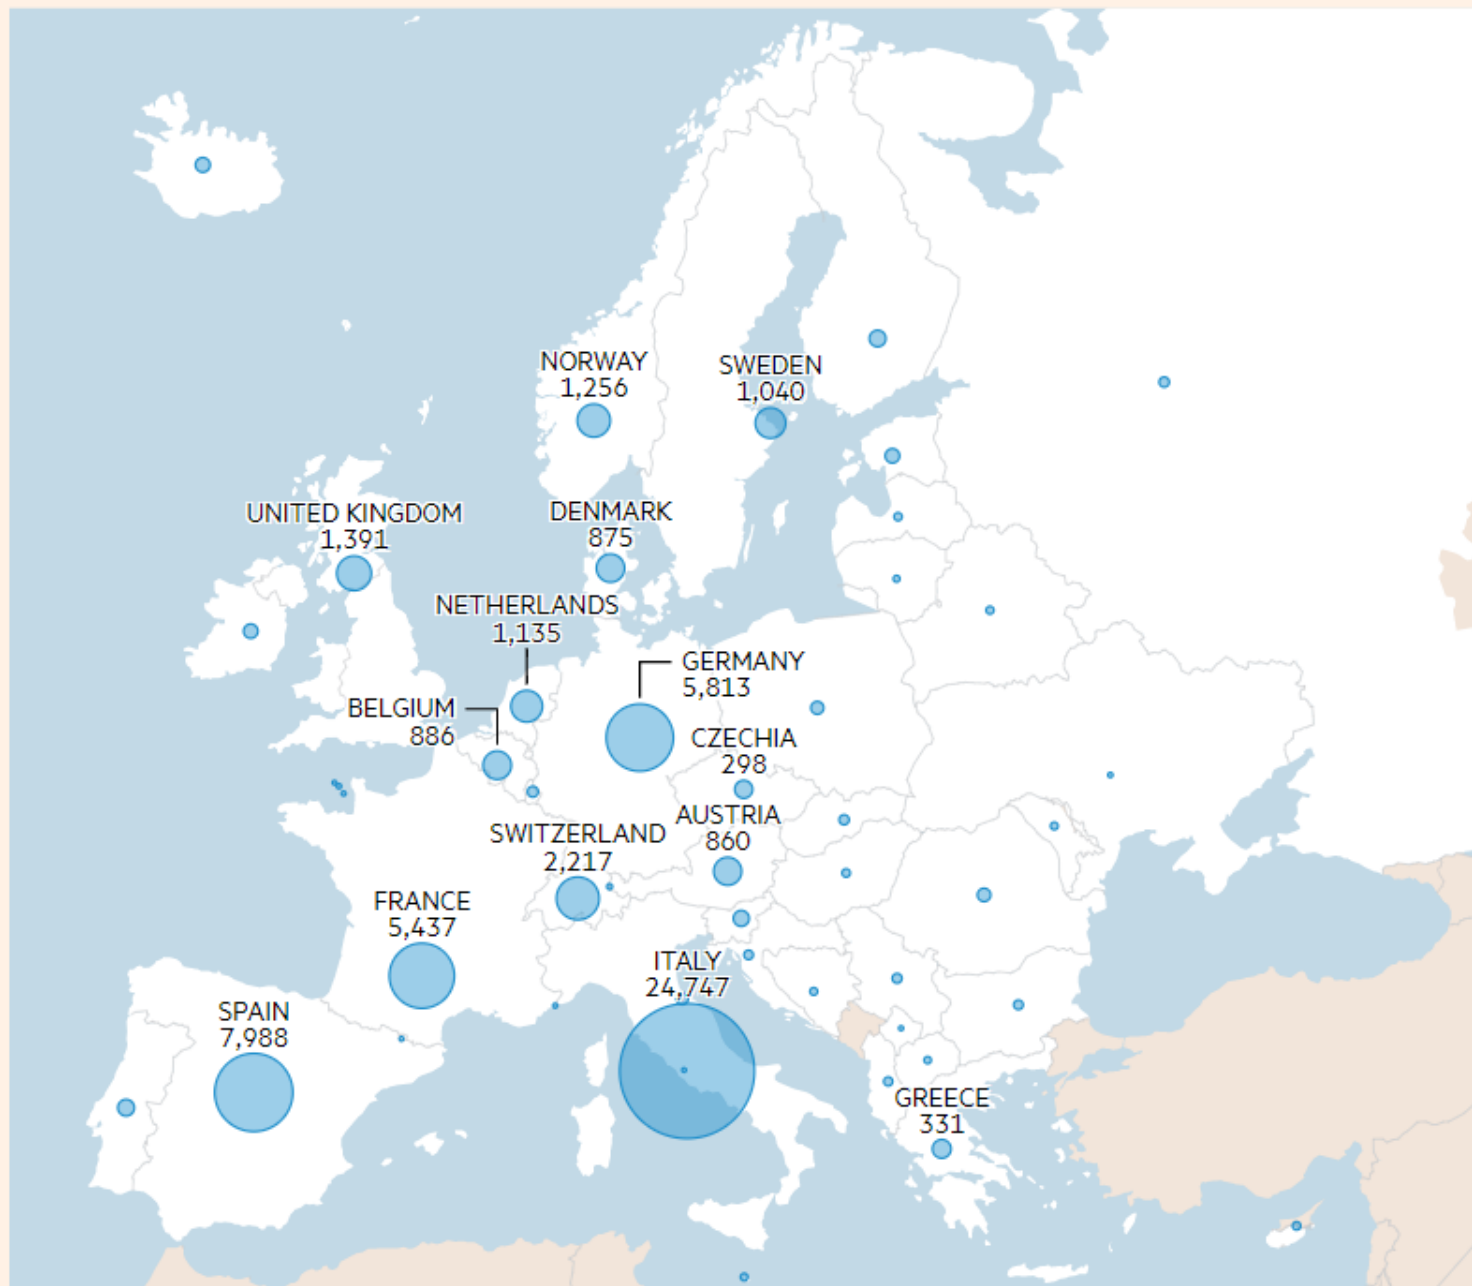 NORWAY
1,256
SWEDEN
1,040
UNITED KINGDOM
1,391
DENMARK
875
NETHERLANDS
1,135
GERMANY
5,813
BELGIUM
886
CZECHIA
298
AUSTRIA
860
SWITZERLAND
2,217
FRANCE
5,437
ITALY
24,747
SPAIN
7,988
GREECE
331